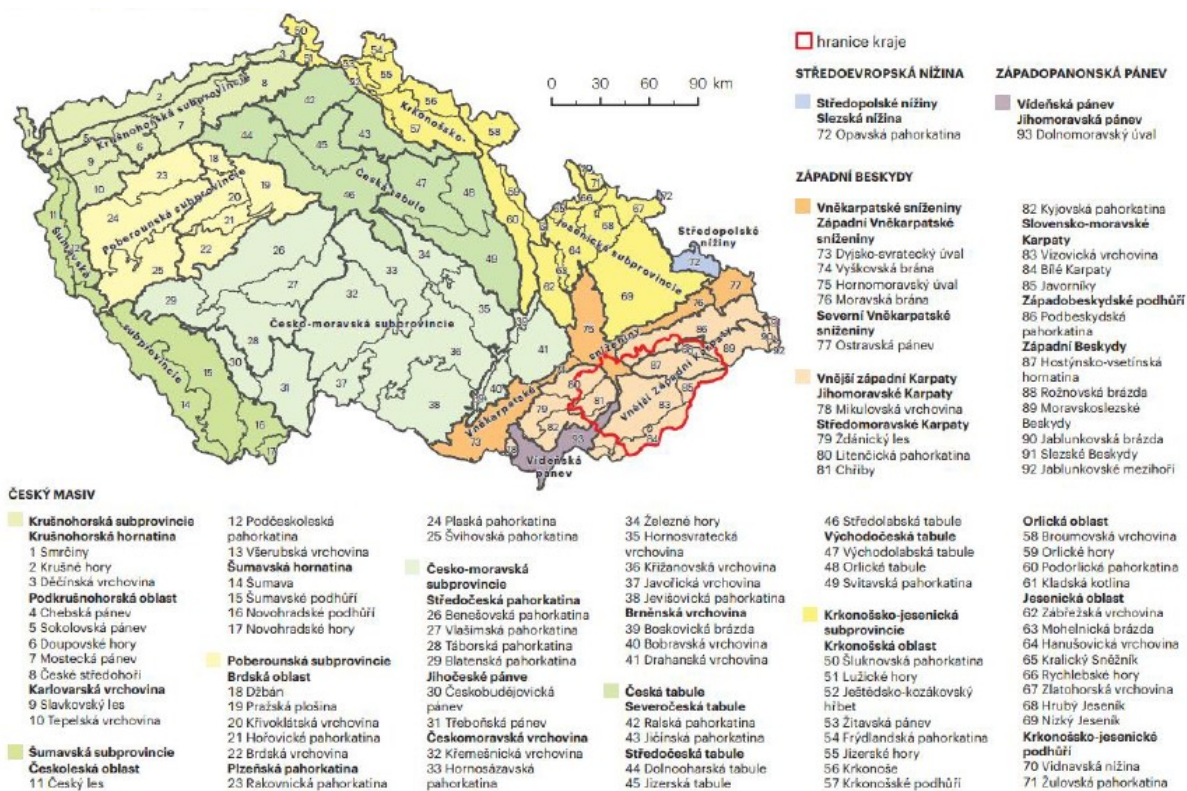 hranice kraje
0 30 60 90 km
STŘEDOEVROPSKÁ NÍŽINA
Středopolské nížiny
Slezská nížina
72 Opavská pahorkatina
ZÁPADOPANONSKÁ PÁNEV
Vídeňská pánev
Jihomoravská pánev
93 Dolnomoravský úval
ZÁPADNÍ BESKYDY
Vněkarpatské sníženiny
Západní Vněkarpatské
sníženiny
73 Dyjsko-svratecký úval
74 Vyškovská brána
75 Hornomoravský úval
76 Moravská brána
Severní Vněkarpatské
sníženiny
77 Ostravská pánev
Vnější západní Karpaty
Jihomoravské Karpaty
78 Mikulovská vrchovina
Středomoravské Karpaty
79 Ždánický les
80 Litenčická pahorkatina
81 Chřiby
82 Kyjovská pahorkatina
Slovensko-moravské
Karpaty
83 Vizovická vrchovina
84 Bílé Karpaty
85 Javorníky
Západobeskydské podhůří
86 Podbeskydská
pahorkatina
Západní Beskydy
87 Hostýnsko-vsetínská
hornatina
88 Rožnovská brázda
89 Moravskoslezské
Beskydy
90 Jablunkovská brázda
91 Slezské Beskydy
92 Jablunkovské mezihoří
Krušnohorská subprovincie
Krkonošsko-
Jesenická subprovincie
Česká tabule
Poberounská subprovincie
Šumavská
subprovincie
Česko-moravská subprovincie
Středopolské
nížiny
Vněkarpatské
sníženiny
Vnější Západní Karpaty
Vídeňská
pánev
ČESKÝ MASIV
Krušnohorská subprovincie
Krušnohorská hornatina
1 Smrčiny
2 Krušné hory
3 Děčínská vrchovina
Podkrušnohorská oblast
4 Chebská pánev
5 Sokolovská pánev
6 Doupovské hory
7 Mostecká pánev
8 České středohoří
Karlovarská vrchovina
9 Slavkovský les
10 Tepelská vrchovina
Šumavská subprovincie
Českoleská oblast
11 Český les
12 Podčeskoleská
pahorkatina
13 Všerubská vrchovina
Šumavská hornatina
14 Šumava
15 Šumavské podhůří
16 Novohradské podhůří
17 Novohradské hory
Poberounská subprovincie
Brdská oblast
18 Džbán
19 Pražská plošina
20 Křivoklátská vrchovina
21 Hořovická pahorkatina
22 Brdská vrchovina
Plzeňská pahorkatina
23 Rakovnická pahorkatina
24 Plaská pahorkatina
25 Švihovská pahorkatina
Česko-moravská
subprovincie
Středočeská pahorkatina
26 Benešovská pahorkatina
27 Vlašimská pahorkatina
28 Táborská pahorkatina
29 Blatenská pahorkatina
Jihočeské pánve
30 Českobudějovická
pánev
31 Třeboňská pánev
Českomoravská vrchovina
32 Křemešnická vrchovina
33 Hornosázavská
pahorkatina
34 Železné hory
35 Hornosvratecká
vrchovina
36 Křižanovská vrchovina
37 Javořická vrchovina
38 Jevišovická pahorkatina
Brněnská vrchovina
39 Boskovická brázda
40 Bobravská vrchovina
41 Drahanská vrchovina
Česká tabule
Severočeská tabule
42 Ralská pahorkatina
43 Jičínská pahorkatina
Středočeská tabule
44 Dolnooharská tabule
45 Jizerská tabule
46 Středolabská tabule
Východočeská tabule
47 Východolabská tabule
48 Orlická tabule
49 Svitavská pahorkatina
Krkonošsko-jesenická
subprovincie
Krkonošská oblast
50 Šluknovská pahorkatina
51 Lužické hory
52 Ještědsko-kozákovský
hřbet
53 Žitavská pánev
54 Frýdlantská pahorkatina
55 Jizerské hory
56 Krkonoše
57 Krkonošské podhůří
Orlická oblast
58 Broumovská vrchovina
59 Orlické hory
60 Podorlická pahorkatina
61 Kladská kotlina
Jesenická oblast
62 Zábřežská vrchovina
63 Mohelnická brázda
64 Hanušovická vrchovina
65 Kralický Sněžník
66 Rychlebské hory
67 Zlatohorská vrchovina
68 Hrubý Jeseník
69 Nízký Jeseník
Krkonošsko-jesenické
podhůří
70 Vidnavská nížina
71 Žulovská pahorkatina